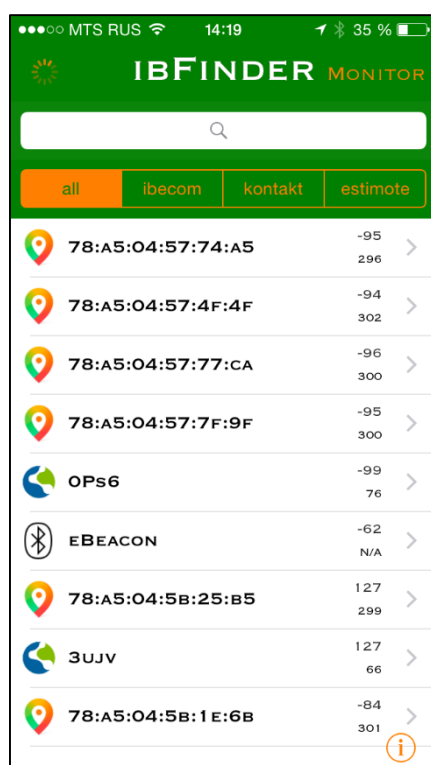 MTS RUS 14:19 35 %
IBFINDER MONITOR
all ibecom kontakt estimote
78:A5:04:57:74:A5 -95
296
78:A5:04:57:4F:4F -94
302
78:A5:04:57:77:CA -96
300
78:A5:04:57:7F:9F -95
300
0PS6 -99
76
EBEACON -62
N/A
78:A5:04:5B:25:B5 127
299
3UJV 127
66
78:A5:04:5B:1E:6B -84
301
i